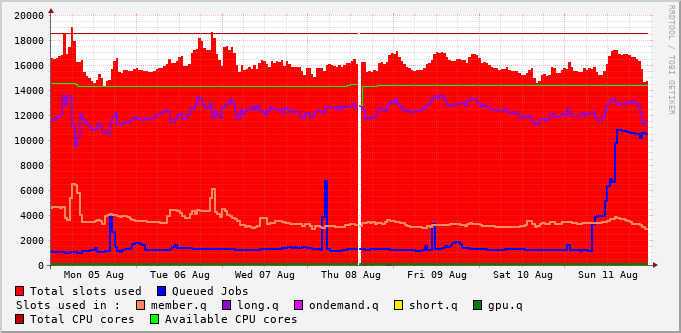 20000
18000
16000
14000
12000
10000
8000
6000
4000
2000
0
Mon 05 Aug Tue 06 Aug Wed 07 Aug Thu 08 Aug Fri 09 Aug Sat 10 Aug Sun 11 Aug
Total slots used Queued Jobs
Slots used in : member.q long.q ondemand.q short.q gpu.q
Total CPU cores Available CPU cores
RRDTOOL / TOBI OETIKER